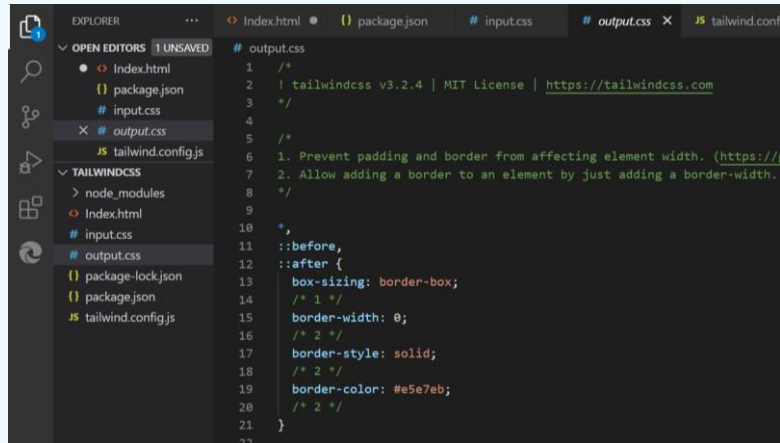 EXPLORER ...
OPEN EDITORS 1 UNSAVED
Index.html
{} package.json
# input.css
# output.css
JS tailwind.config.js
TAILWINDCSS
node_modules
Index.html
# input.css
# output.css
{} package-lock.json
{} package.json
JS tailwind.config.js
1
Index.html {} package.json # input.css # output.css JS tailwind.conf
# output.css
1 /*
2 ! tailwindcss v3.2.4 | MIT License | https://tailwindcss.com
3 */
4
5 /*
6 1. Prevent padding and border from affecting element width. (https://
7 2. Allow adding a border to an element by just adding a border-width.
8 */
9
10 *,
11 ::before,
12 ::after {
13 box-sizing: border-box;
14 /* 1 */
15 border-width: 0;
16 /* 2 */
17 border-style: solid;
18 /* 2 */
19 border-color: #e5e7eb;
20 /* 2 */
21 }